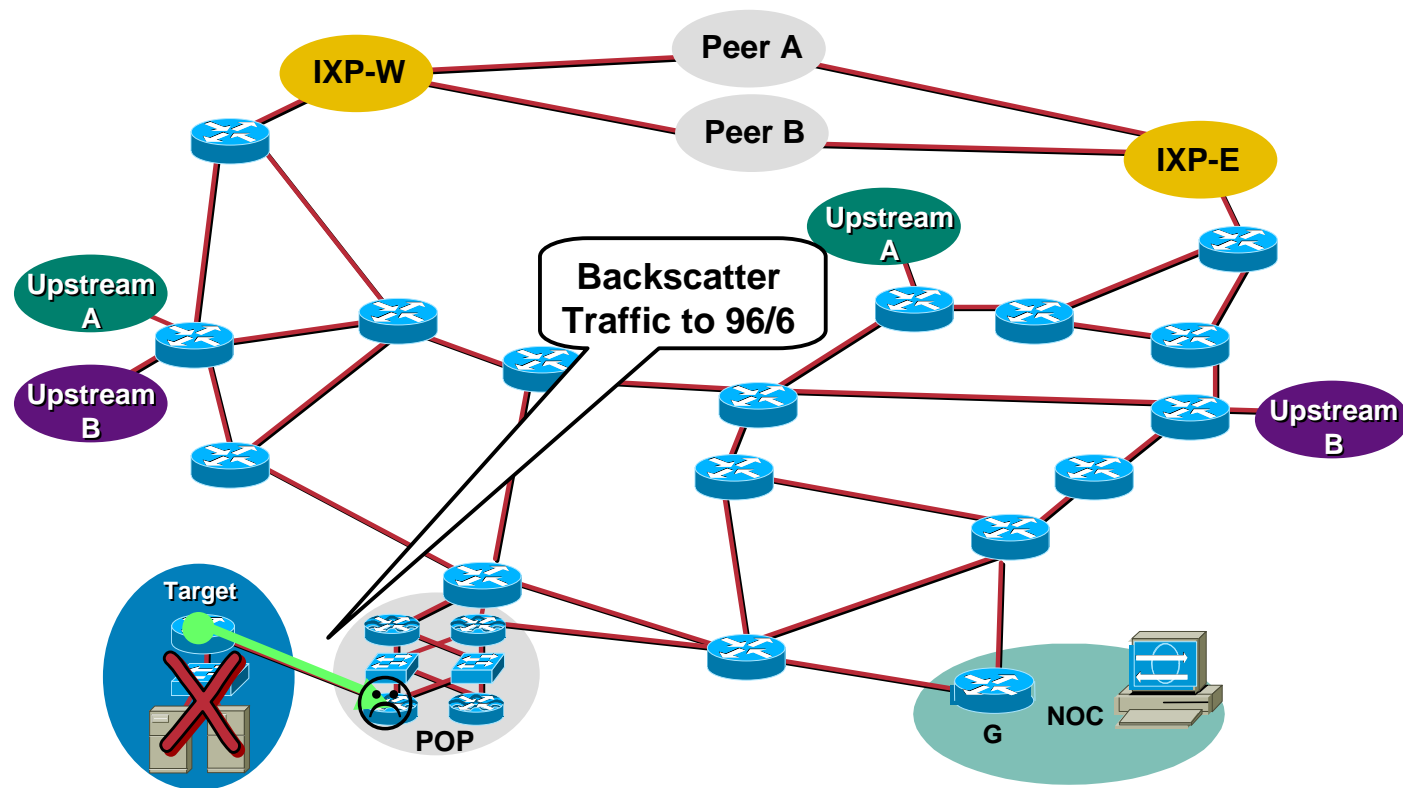 Peer A
IXP-W
Peer B
IXP-E
Upstream
A
Backscatter
Traffic to 96/6
Upstream
A
Upstream
B
Upstream
B
Target
POP
NOC
G